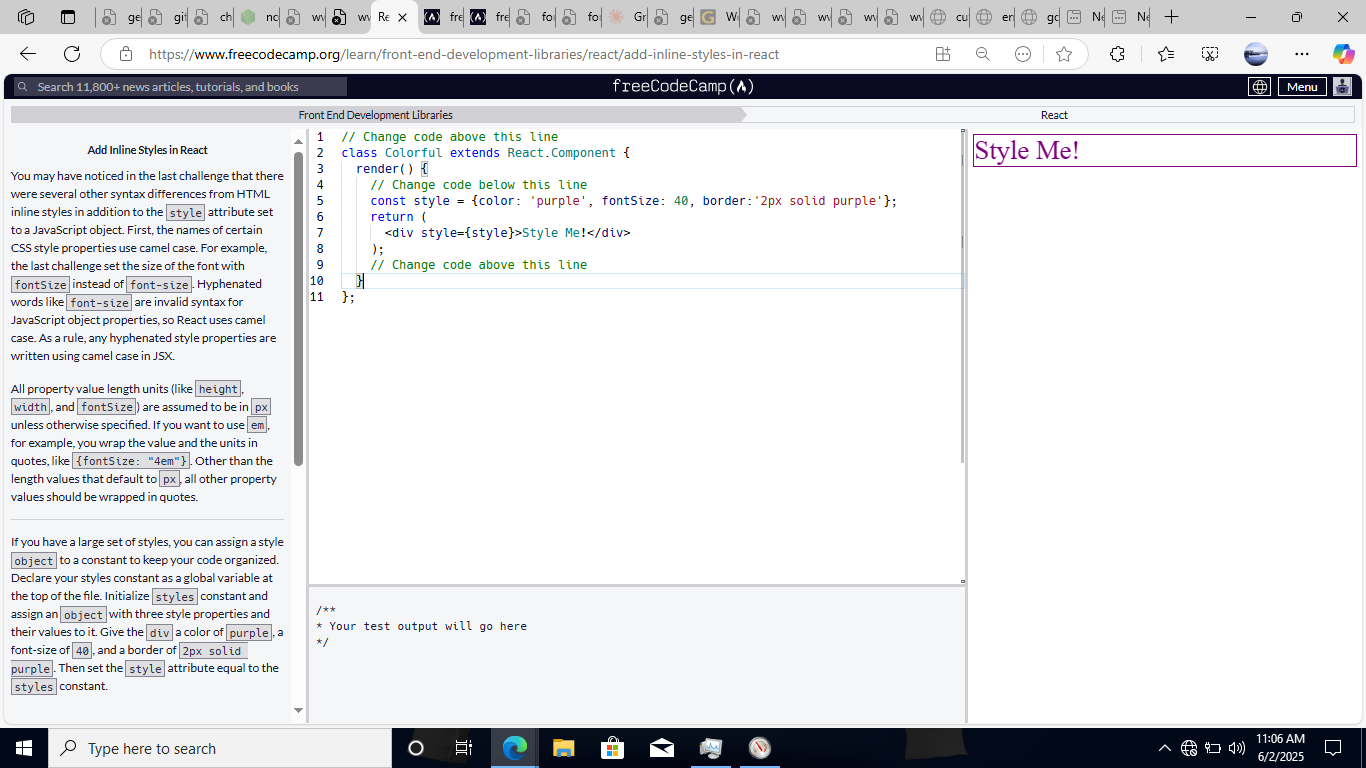 ge
git
ch
nc
wv
wv
Re
fre
fre
fo
fo
Gr
ge
W
wv
wv
wv
wv
cu
en
gc
Ne
Ne
https://www.freecodecamp.org/learn/front-end-development-libraries/react/add-inline-styles-in-react
Search 11,800+ news articles, tutorials, and books
freeCodeCamp
Menu
Front End Development Libraries
React
Add Inline Styles in React
You may have noticed in the last challenge that there
were several other syntax differences from HTML
inline styles in addition to the style attribute set
to a JavaScript object. First, the names of certain
CSS style properties use camel case. For example,
the last challenge set the size of the font with
fontSize instead of font-size. Hyphenated
words like font-size are invalid syntax for
JavaScript object properties, so React uses camel
case. As a rule, any hyphenated style properties are
written using camel case in JSX.
All property value length units (like height,
width, and fontSize) are assumed to be in px
unless otherwise specified. If you want to use em,
for example, you wrap the value and the units in
quotes, like {fontSize: "4em"}. Other than the
length values that default to px, all other property
values should be wrapped in quotes.
If you have a large set of styles, you can assign a style
object to a constant to keep your code organized.
Declare your styles constant as a global variable at
the top of the file. Initialize styles constant and
assign an object with three style properties and
their values to it. Give the div a color of purple, a
font-size of 40, and a border of 2px solid
purple. Then set the style attribute equal to the
styles constant.
1 // Change code above this line
2 class Colorful extends React.Component {
3 render() {
4 // Change code below this line
5 const style = {color: 'purple', fontSize: 40, border:'2px solid purple'};
6 return (
7 <div style={style}>Style Me!</div>
8 );
9 // Change code above this line
10 }
11 };
/**
* Your test output will go here
*/
Style Me!
Type here to search
11:06 AM
6/2/2025